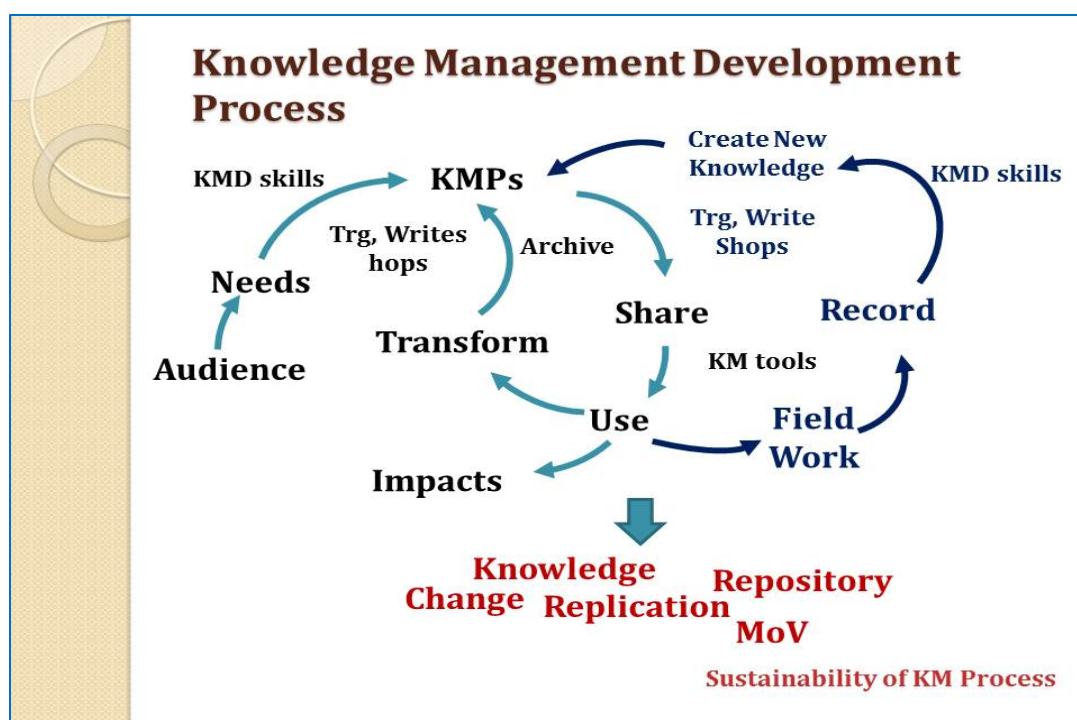 Knowledge Management Development
Process
Create New
Knowledge
KMD skills
KMPs
KMD skills
Trg, Writes
hops
Archive
Trg, Write
Shops
Needs
Share
Record
Transform
Audience
KM tools
Use
Field
Work
Impacts
Knowledge
Repository
Change
Replication
MoV
Sustainability of KM Process